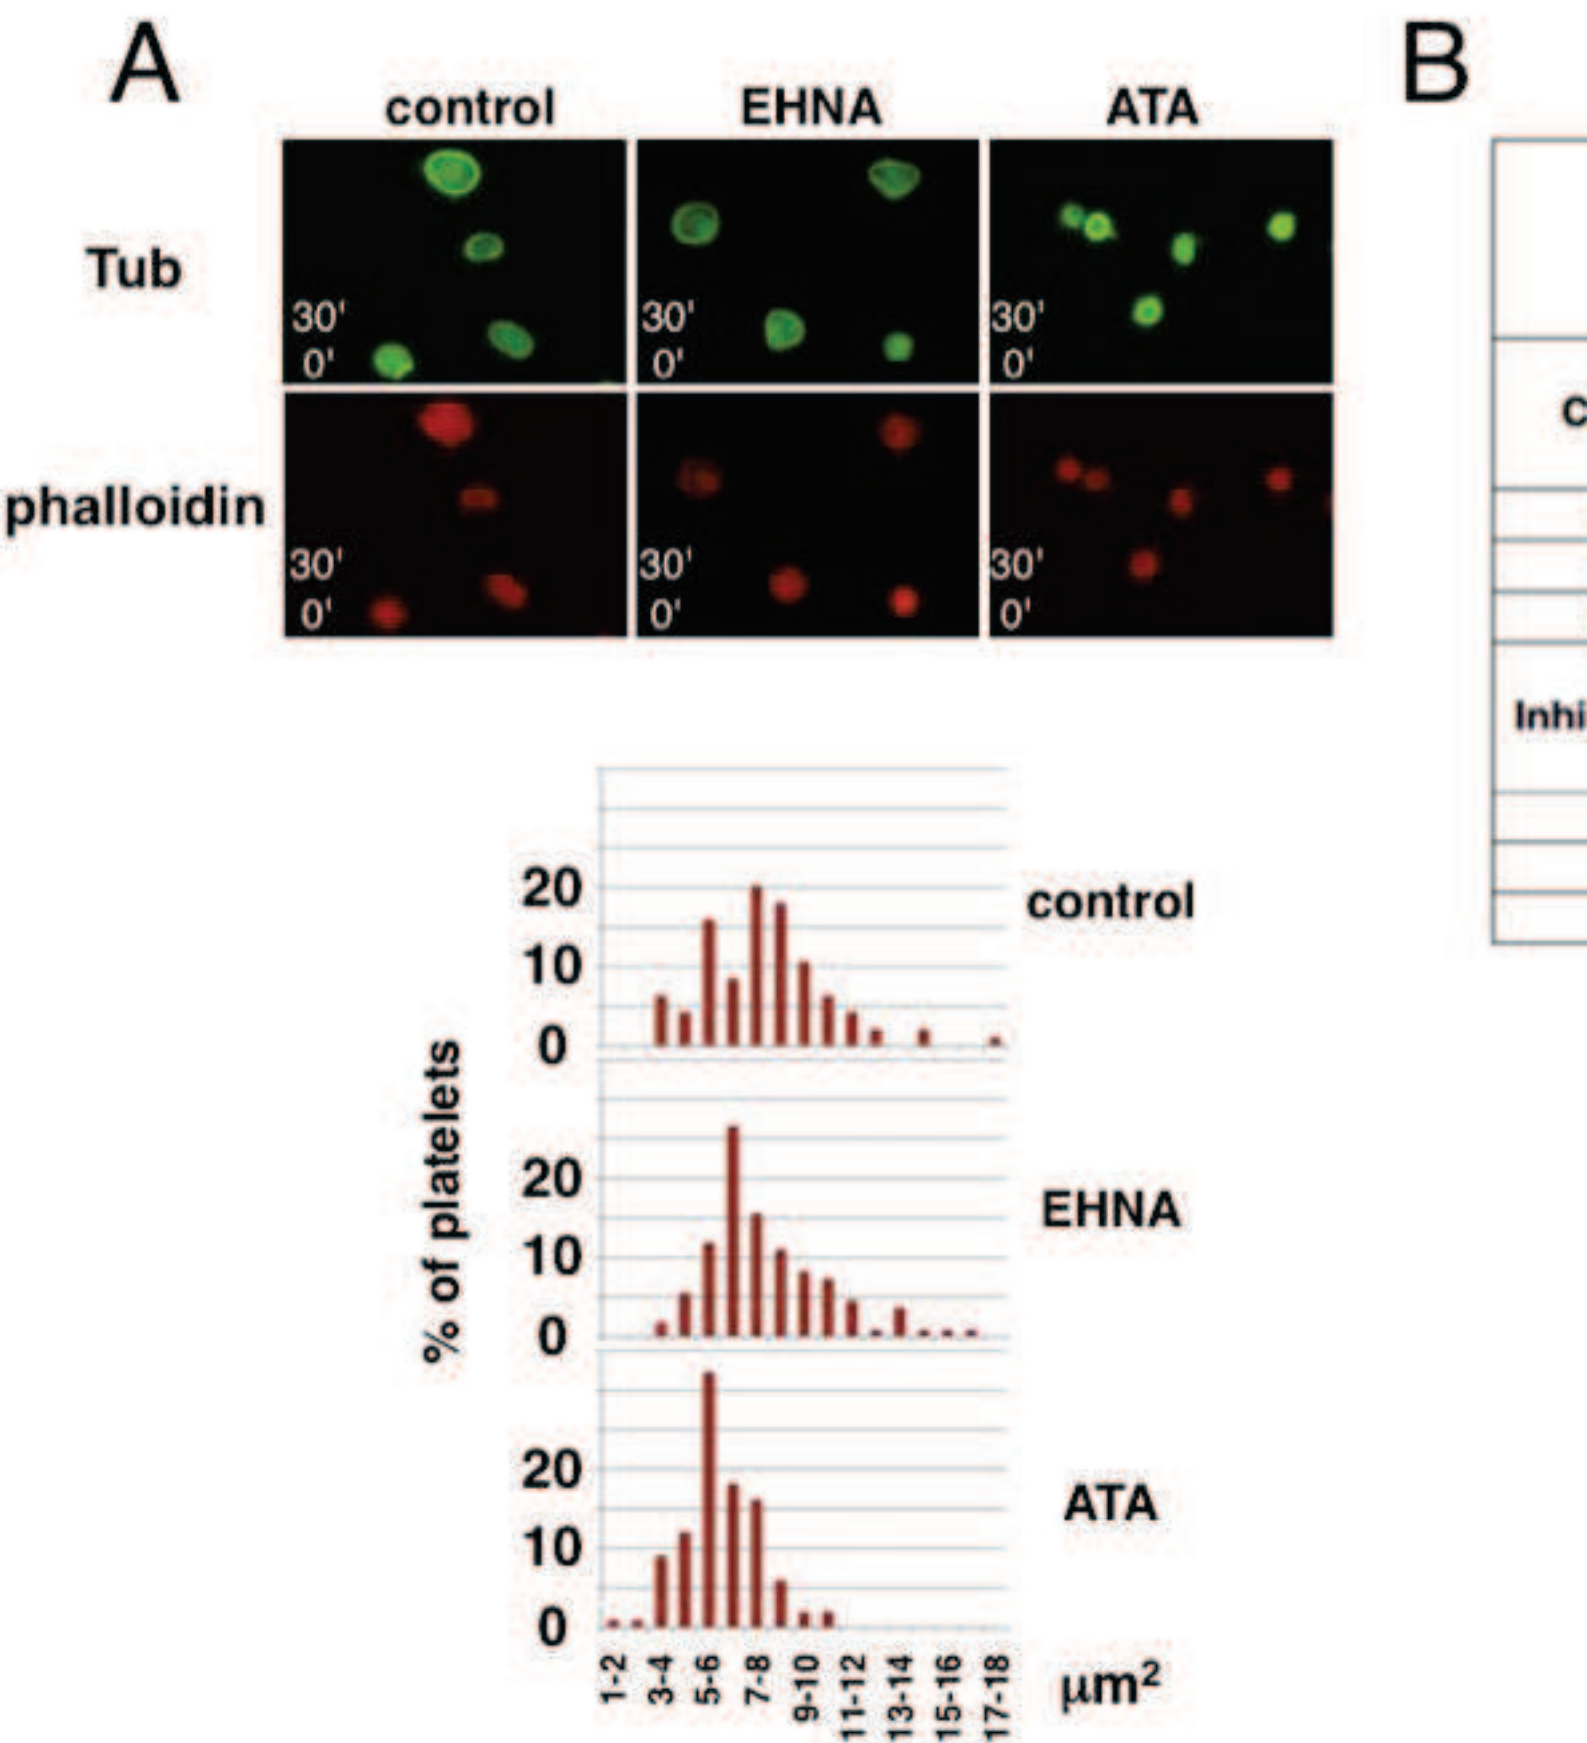 A
B
control EHNA ATA
Tub
30'
0'
30'
0'
30'
0'
phalloidin
30'
0'
30'
0'
30'
0'
% of platelets
20
10
0
control
20
10
0
EHNA
20
10
0
ATA
1-2 3-4 5-6 7-8 9-10 11-12 13-14 15-16 17-18 µm²
C
Inhi